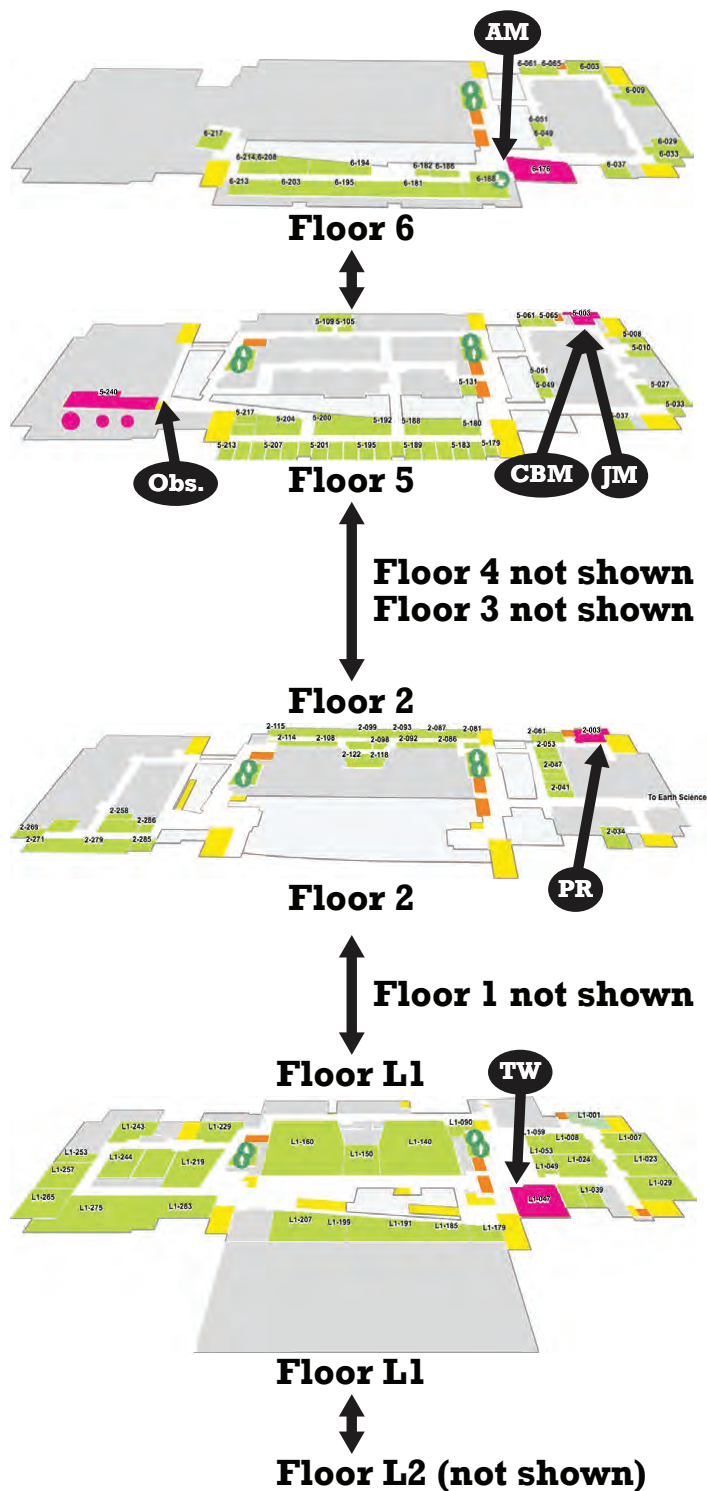 AM
6-061 6-065 6-003
6-009
6-051
6-049
6-217
6-029
6-033
6-214,6-208
6-194
6-182 6-186
6-037
6-176
6-213 6-203 6-195 6-181 6-188
Floor 6
5-109 5-105
5-061 5-065 5-003
5-008
5-010
5-131
5-051
5-049
5-027
5-033
5-240
5-217
5-204 5-200 5-192 5-188 5-180
5-037
5-213 5-207 5-201 5-195 5-189 5-183 5-179
Obs.
Floor 5
CBM JM
Floor 4 not shown
Floor 3 not shown
Floor 2
2-115 2-099 2-093 2-087 2-081
2-114 2-108 2-098 2-092 2-086
2-122 2-118
2-061 2-003
2-053
2-047
2-041
To Earth Science
2-258
2-286
2-269
2-271 2-279 2-285
2-034
PR
Floor 2
Floor 1 not shown
Floor L1
TW
L1-243 L1-229
L1-090
L1-001
L1-059 L1-008 L1-007
L1-160 L1-140
L1-150
L1-253
L1-257
L1-244 L1-219
L1-053
L1-049 L1-024 L1-023
L1-029
L1-265
L1-275 L1-263
L1-047 L1-039
L1-207 L1-199 L1-191 L1-185 L1-179
Floor L1
Floor L2 (not shown)